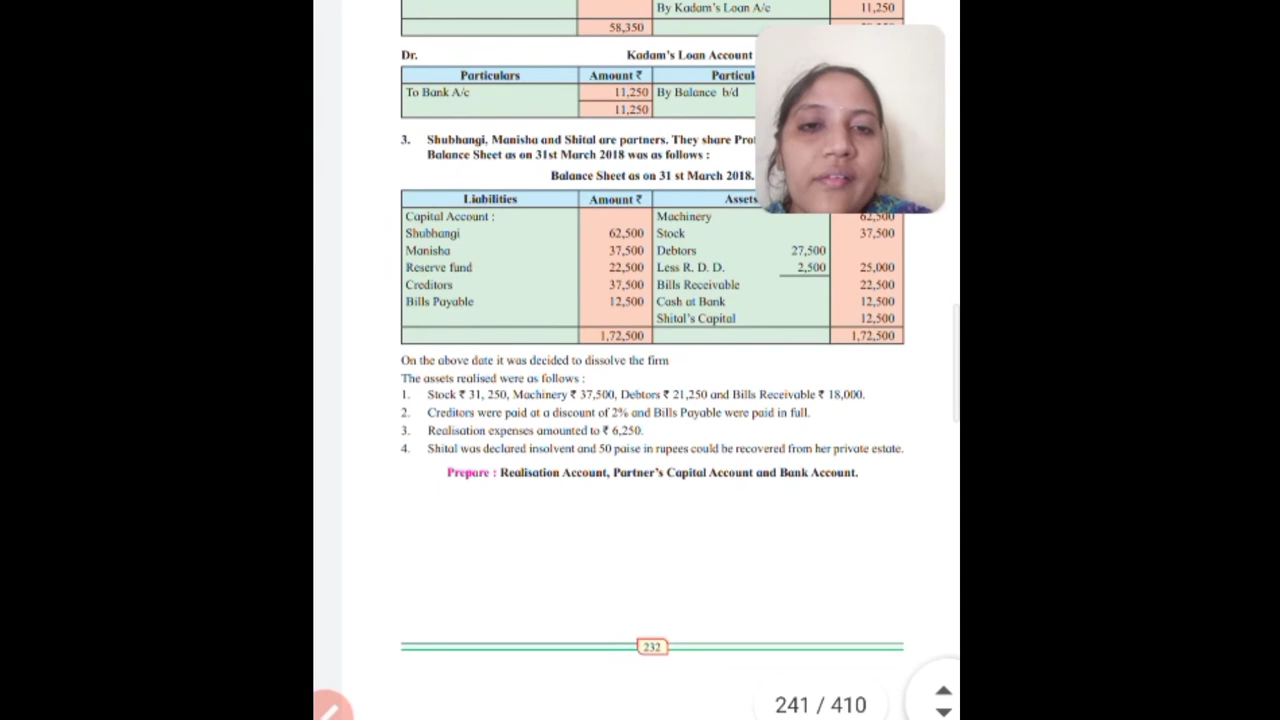 By Kadam's Loan A/c 11,250
58,350
Dr. Kadam's Loan Account
Particulars Amount ₹
To Bank A/c 11,250 By Balance b/d
11,250
3. Shubhangi, Manisha and Shital are partners. They share
Balance Sheet as on 31st March 2018 was as follows :
Balance Sheet as on 31 st March 2018.
Liabilities Amount ₹ Assets
Capital Account : Machinery 62,500
Shubhangi 62,500 Stock 37,500
Manisha 37,500 Debtors 27,500
Reserve fund 22,500 Less R. D. D. 2,500 25,000
Creditors 37,500 Bills Receivable 22,500
Bills Payable 12,500 Cash at Bank 12,500
Shital's Capital 12,500
1,72,500 1,72,500
On the above date it was decided to dissolve the firm
The assets realised were as follows :
1. Stock ₹ 31, 250, Machinery ₹ 37,500, Debtors ₹ 21,250 and Bills Receivable ₹ 18,000.
2. Creditors were paid at a discount of 2% and Bills Payable were paid in full.
3. Realisation expenses amounted to ₹ 6,250.
4. Shital was declared insolvent and 50 paise in rupees could be recovered from her private estate.
Prepare : Realisation Account, Partner's Capital Account and Bank Account.
232
241 / 410